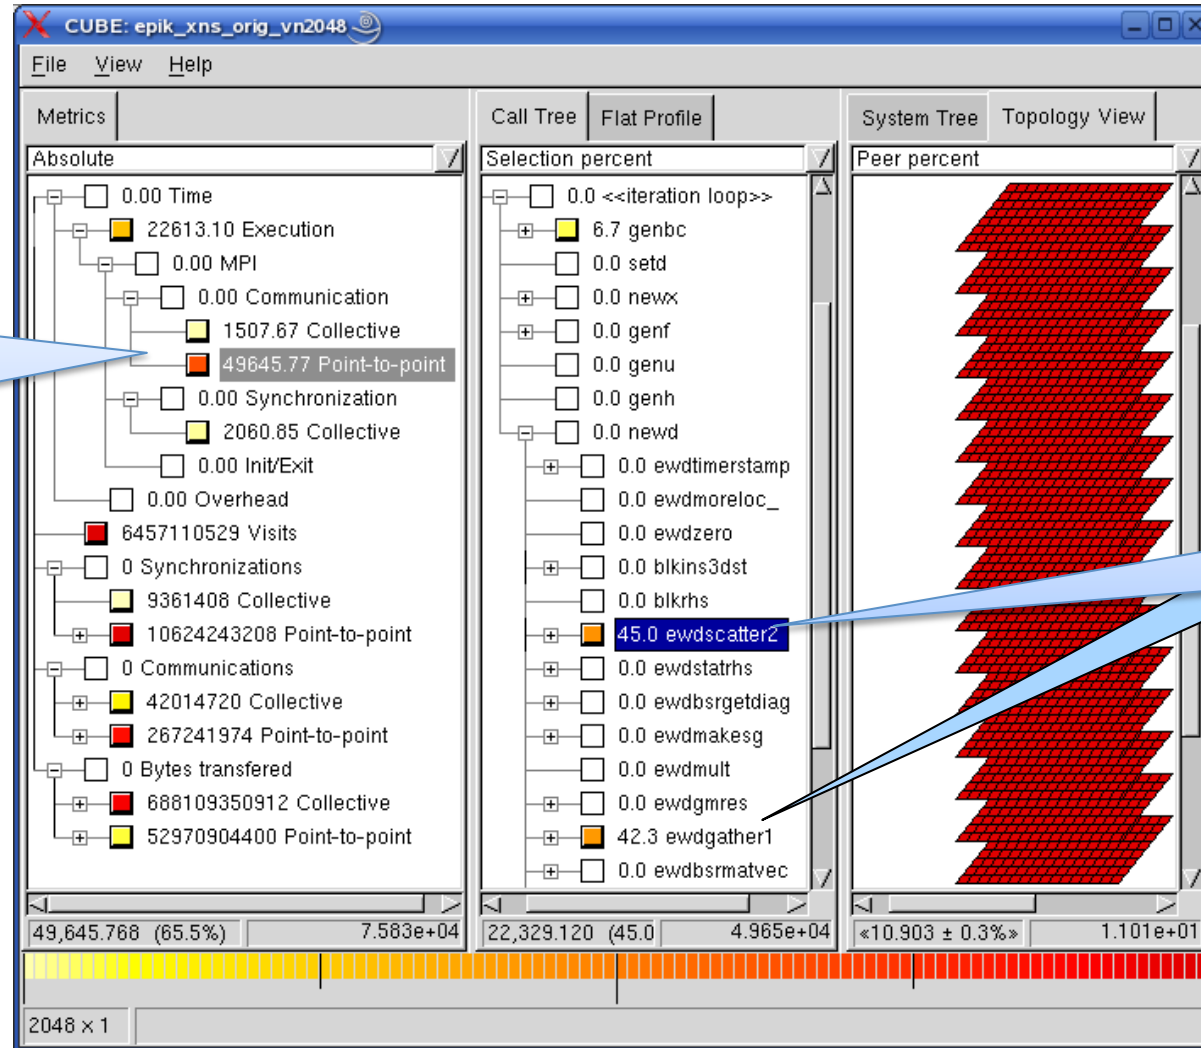 CUBE: epik_xns_orig_vn2048
File View Help
Metrics
Absolute
0.00 Time
22613.10 Execution
0.00 MPI
0.00 Communication
1507.67 Collective
49645.77 Point-to-point
0.00 Synchronization
2060.85 Collective
0.00 Init/Exit
0.00 Overhead
6457110529 Visits
0 Synchronizations
9361408 Collective
10624243208 Point-to-point
0 Communications
42014720 Collective
267241974 Point-to-point
0 Bytes transfered
688109350912 Collective
52970904400 Point-to-point
49,645.768 (65.5%) 7.583e+04
Call Tree Flat Profile
Selection percent
0.0 <<iteration loop>>
6.7 genbc
0.0 setd
0.0 newx
0.0 genf
0.0 genu
0.0 genh
0.0 newd
0.0 ewdtimerstamp
0.0 ewdmoreloc_
0.0 ewdzero
0.0 blkins3dst
0.0 blkrhs
45.0 ewdscatter2
0.0 ewdstatrhs
0.0 ewdbsrgetdiag
0.0 ewdmakesg
0.0 ewdmult
0.0 ewdgmres
42.3 ewdgather1
0.0 ewdbsrmatvec
22,329.120 (45.0 4.965e+04
System Tree Topology View
Peer percent
«10.903 ± 0.3%» 1.101e+01
2048 × 1